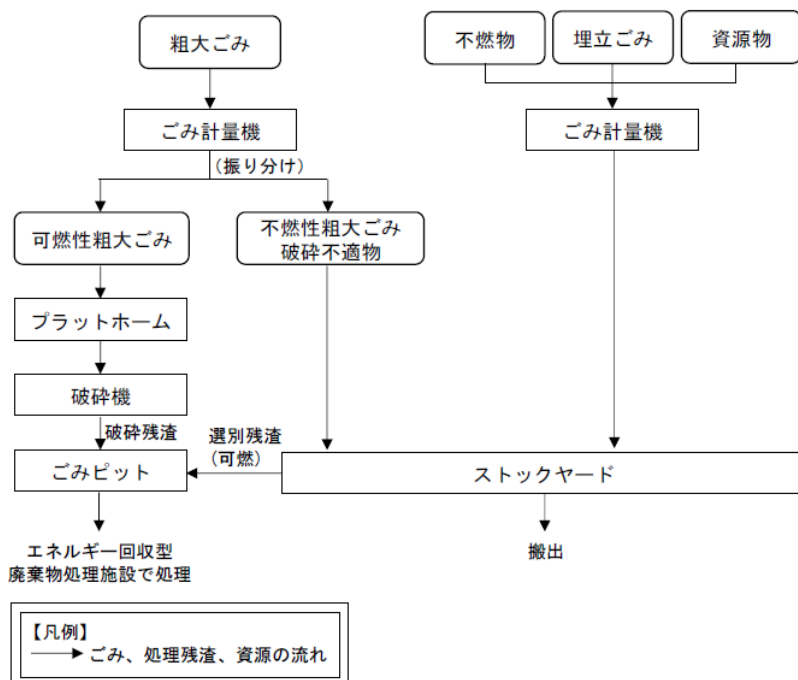 粗大ごみ
不燃物
埋立ごみ
資源物
ごみ計量機
ごみ計量機
(振り分け)
可燃性粗大ごみ
不燃性粗大ごみ
破砕不適物
プラットホーム
破砕機
破砕残渣
選別残渣
(可燃)
ごみピット
ストックヤード
エネルギー回収型
廃棄物処理施設で処理
搬出
【凡例】
ごみ、処理残渣、資源の流れ